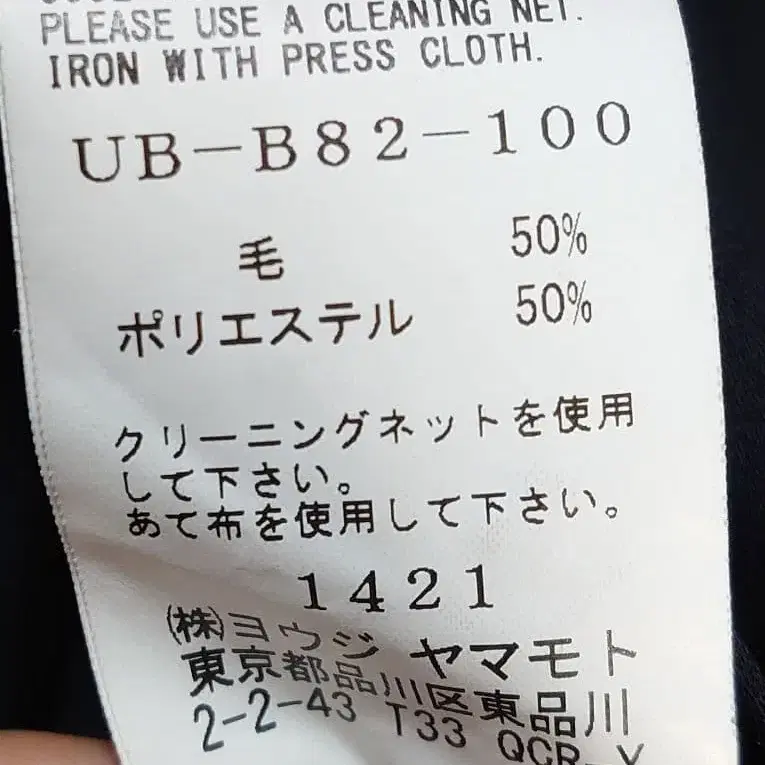 PLEASE USE A CLEANING NET.
IRON WITH PRESS CLOTH.
UB-B82-100
毛 50%
ポリエステル 50%
クリーニングネットを使用
して下さい。
あて布を使用して下さい。
1421
(株)ヨウジ ヤマモト
東京都品川区東品川
2-2-43 T33 QCR-Y